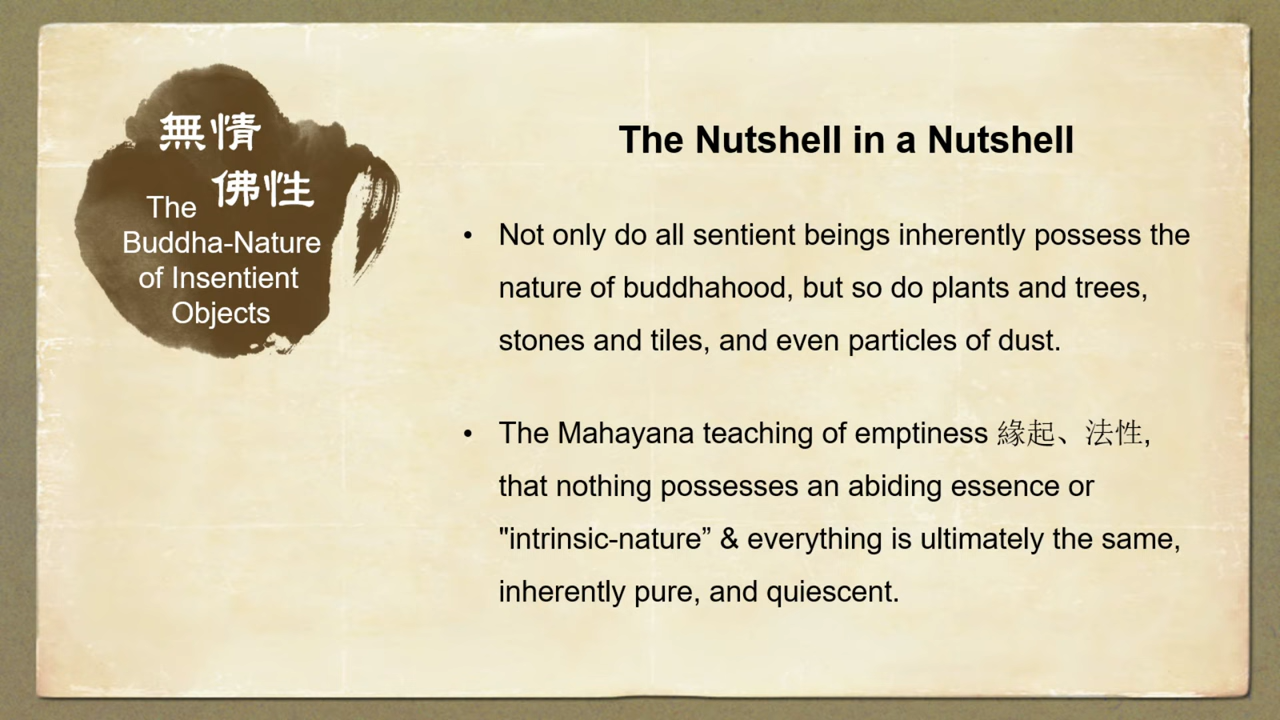 無情
佛性
The
Buddha-Nature
of Insentient
Objects
The Nutshell in a Nutshell
• Not only do all sentient beings inherently possess the
nature of buddhahood, but so do plants and trees,
stones and tiles, and even particles of dust.
• The Mahayana teaching of emptiness 緣起、法性,
that nothing possesses an abiding essence or
"intrinsic-nature” & everything is ultimately the same,
inherently pure, and quiescent.